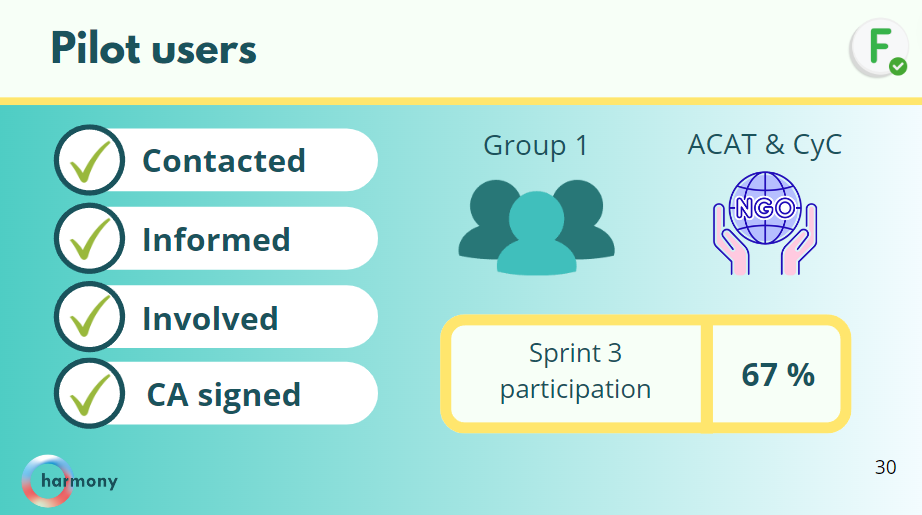 Pilot users
F
Contacted
Informed
Involved
CA signed
Group 1
ACAT & CyC
NGO
Sprint 3
participation
67 %
harmony
30